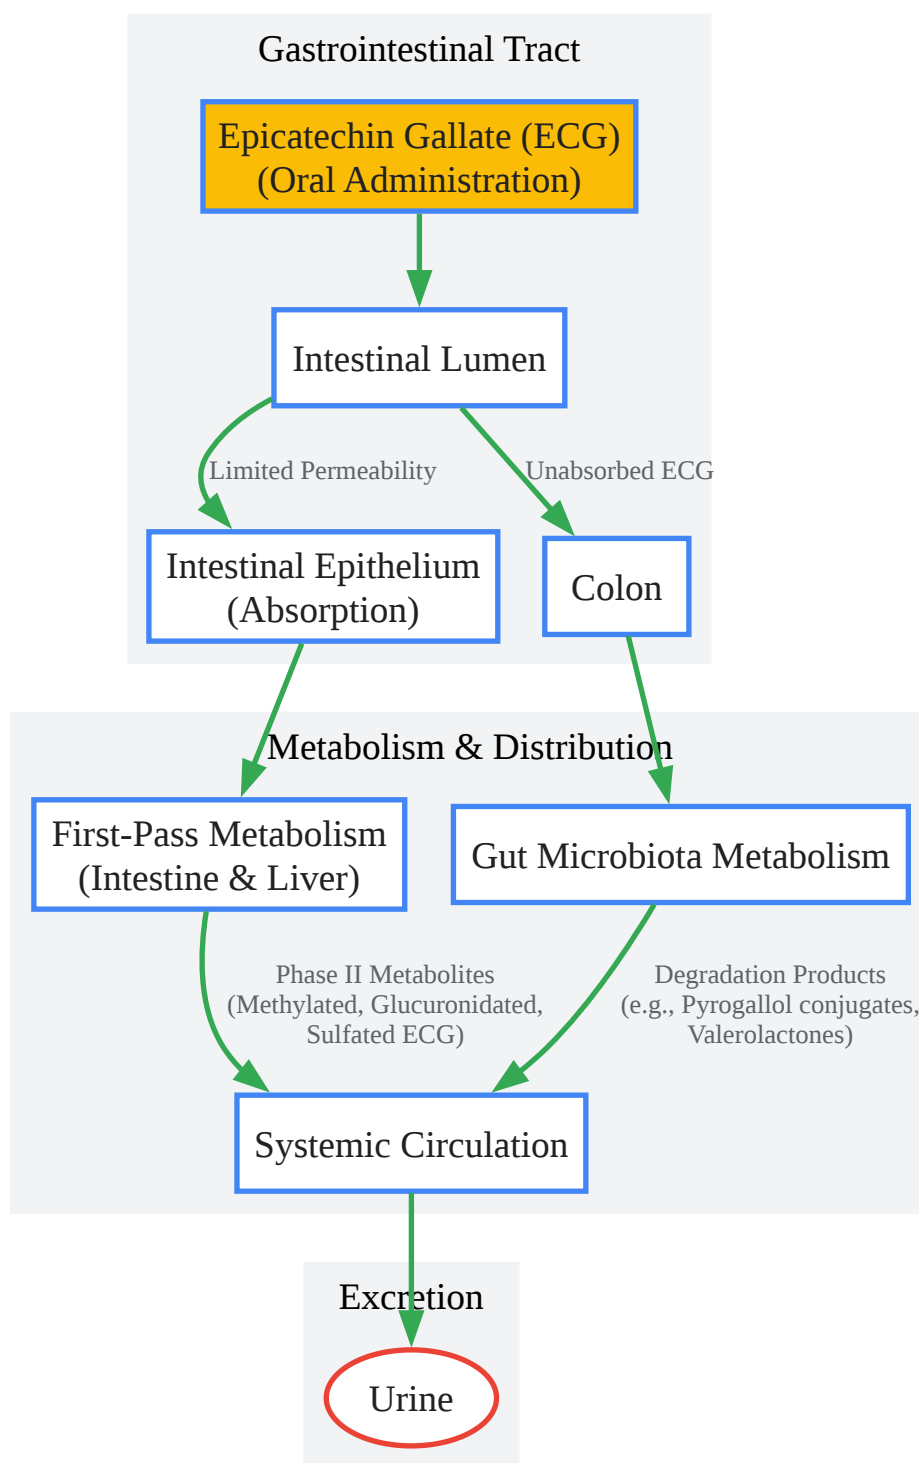 Gastrointestinal Tract
Epicatechin Gallate (ECG)
(Oral Administration)
Intestinal Lumen
Limited Permeability
Unabsorbed ECG
Intestinal Epithelium
(Absorption)
Colon
Metabolism & Distribution
First-Pass Metabolism
(Intestine & Liver)
Gut Microbiota Metabolism
Phase II Metabolites
(Methylated, Glucuronidated,
Sulfated ECG)
Degradation Products
(e.g., Pyrogallol conjugates,
Valerolactones)
Systemic Circulation
Excretion
Urine